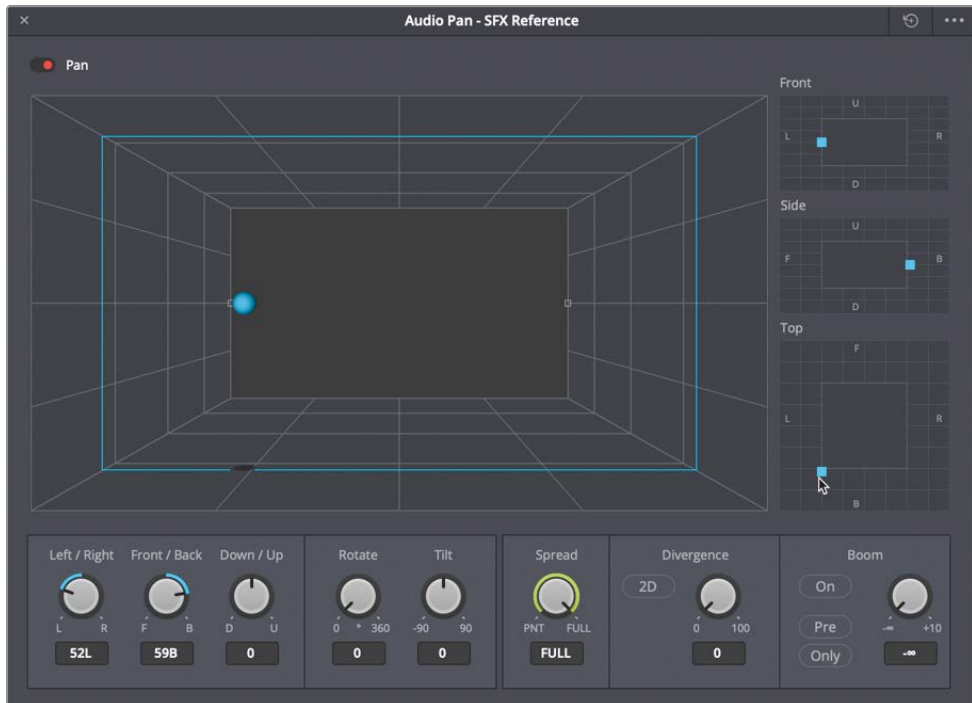 Audio Pan - SFX Reference
Pan
Front
U
L R
D
Side
U
F B
D
Top
F
L R
B
Left / Right Front / Back Down / Up Rotate Tilt Spread Divergence Boom
2D On
L R F B D U 0 ° 360 -90 90 PNT FULL 0 100 Pre -∞ +10
52L 59B 0 0 0 FULL 0 Only -∞